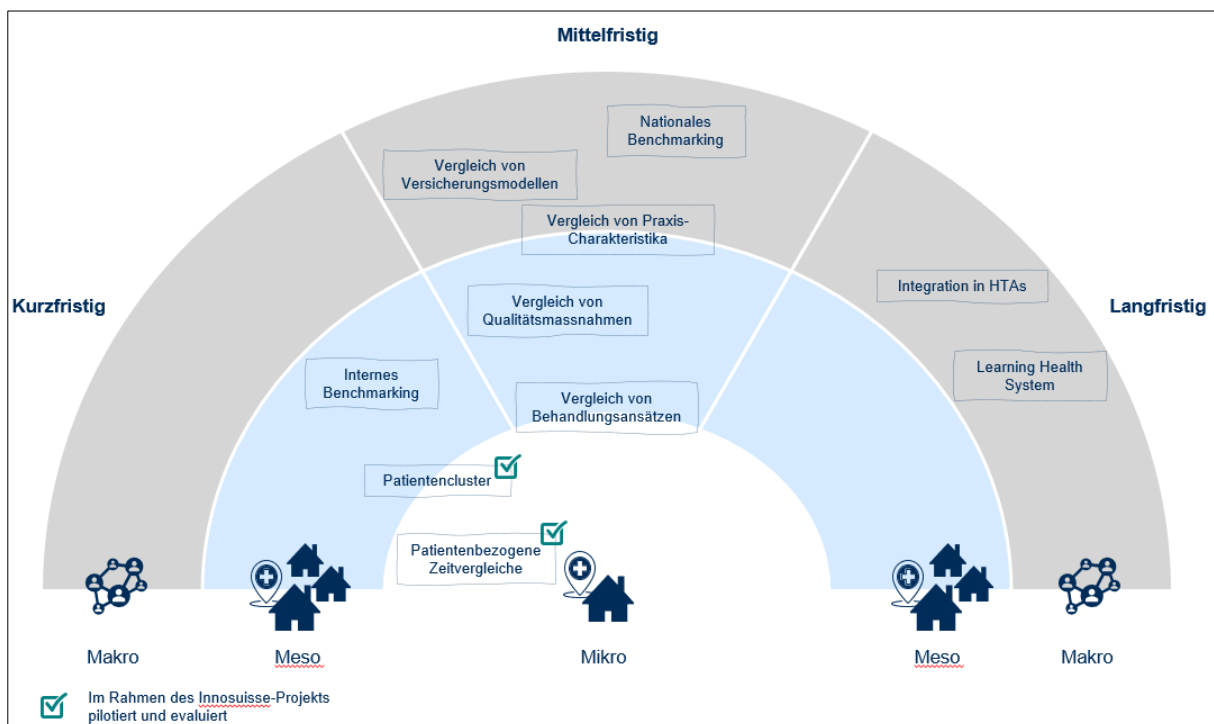 Mittelfristig
Nationales
Benchmarking
Vergleich von
Versicherungsmodellen
Vergleich von Praxis-
Charakteristika
Kurzfristig
Integration in HTAs
Langfristig
Vergleich von
Qualitätsmassnahmen
Internes
Benchmarking
Learning Health
System
Vergleich von
Behandlungsansätzen
Patientencluster
Patientenbezogene
Zeitvergleiche
Makro
Meso
Mikro
Meso
Makro
Im Rahmen des Innosuisse-Projekts
pilotiert und evaluiert